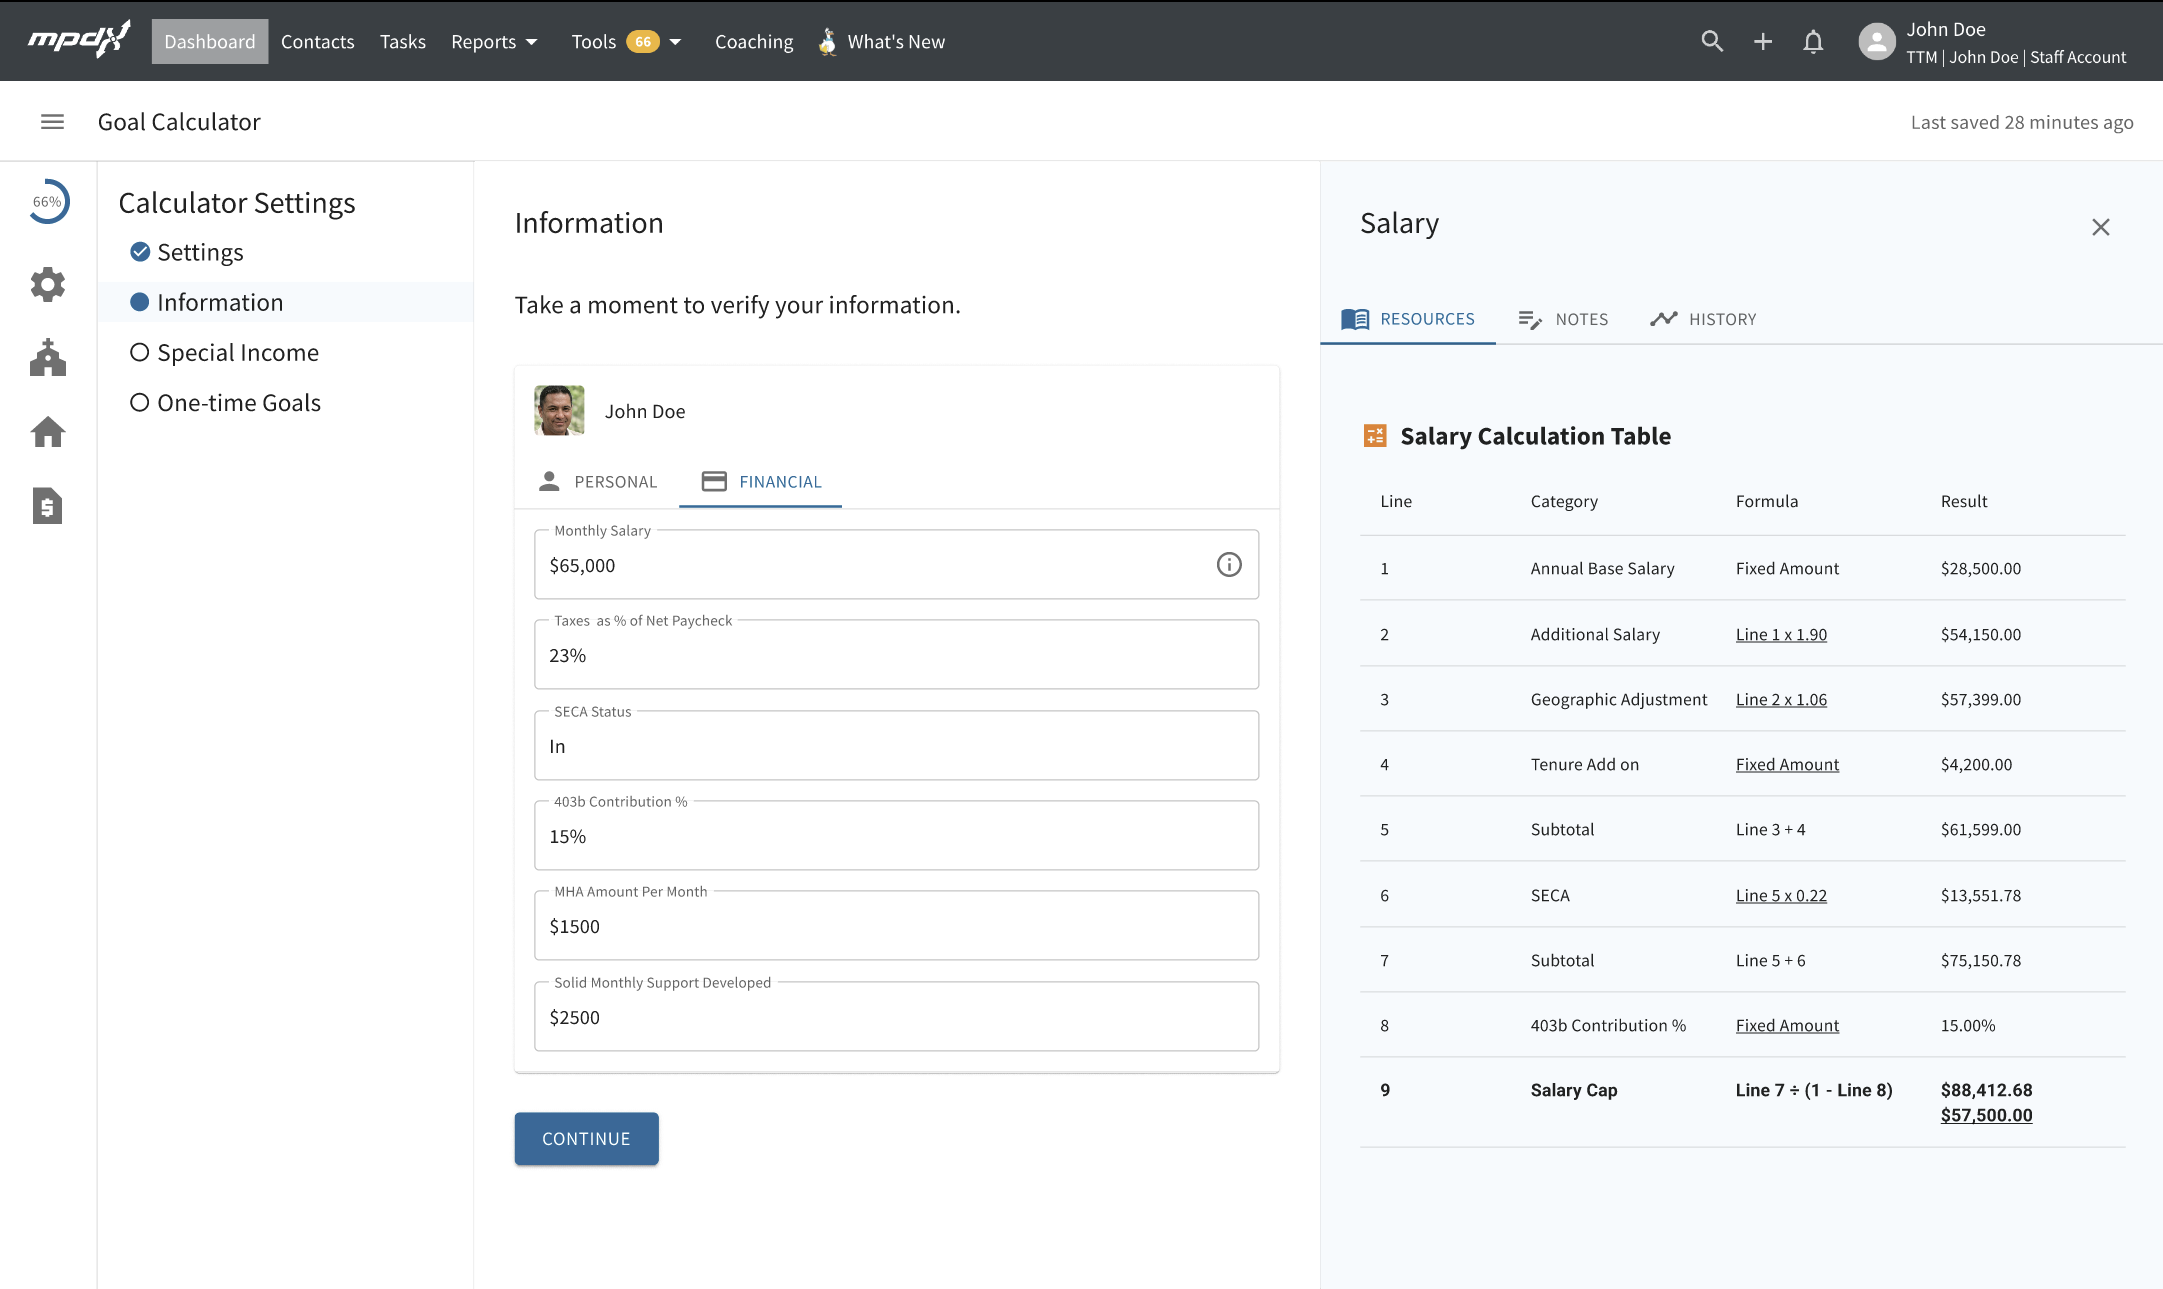 mpdx Dashboard Contacts Tasks Reports Tools 66 Coaching What's New
John Doe
TTM | John Doe | Staff Account
Goal Calculator
Last saved 28 minutes ago
66%
Calculator Settings
Settings
Information
Special Income
One-time Goals
Information
Take a moment to verify your information.
John Doe
PERSONAL FINANCIAL
Monthly Salary
$65,000
Taxes as % of Net Paycheck
23%
SECA Status
In
403b Contribution %
15%
MHA Amount Per Month
$1500
Solid Monthly Support Developed
$2500
CONTINUE
Salary
RESOURCES NOTES HISTORY
Salary Calculation Table
Line Category Formula Result
1 Annual Base Salary Fixed Amount $28,500.00
2 Additional Salary Line 1 x 1.90 $54,150.00
3 Geographic Adjustment Line 2 x 1.06 $57,399.00
4 Tenure Add on Fixed Amount $4,200.00
5 Subtotal Line 3 + 4 $61,599.00
6 SECA Line 5 x 0.22 $13,551.78
7 Subtotal Line 5 + 6 $75,150.78
8 403b Contribution % Fixed Amount 15.00%
9 Salary Cap Line 7 ÷ (1 - Line 8) $88,412.68
$57,500.00